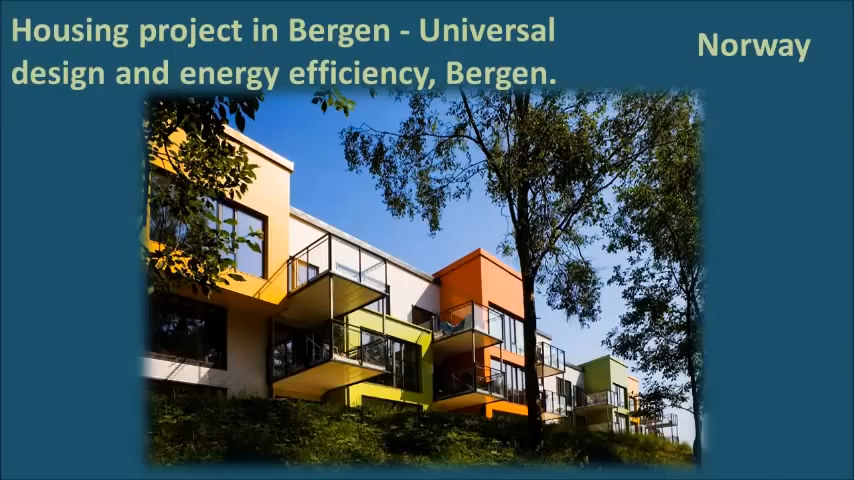 Housing project in Bergen - Universal
design and energy efficiency, Bergen.
Norway